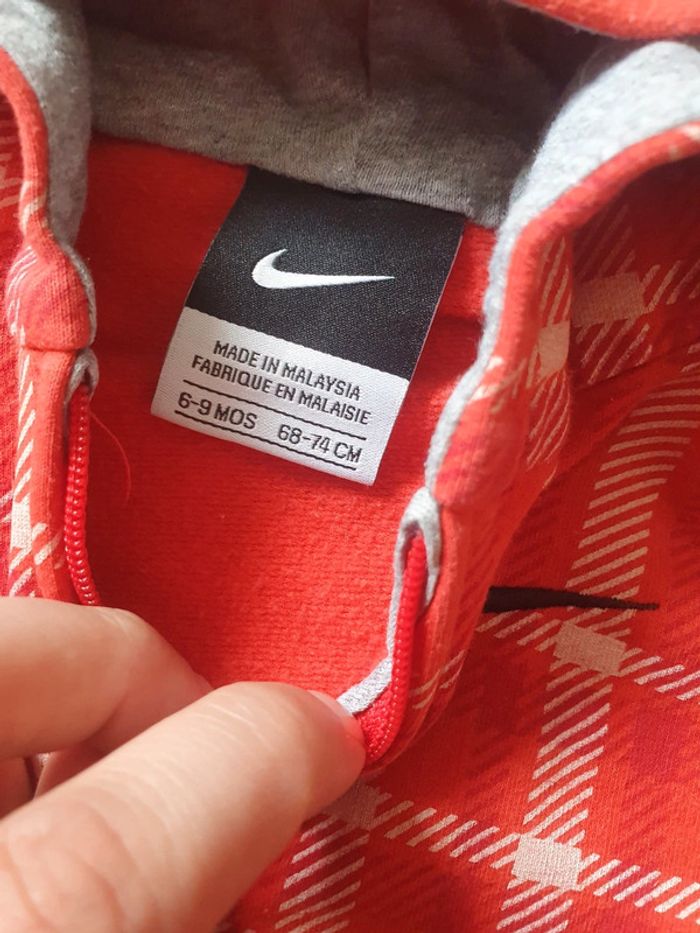 MADE IN MALAYSIA
FABRIQUE EN MALAISIE
6-9 MOS 68-74 CM